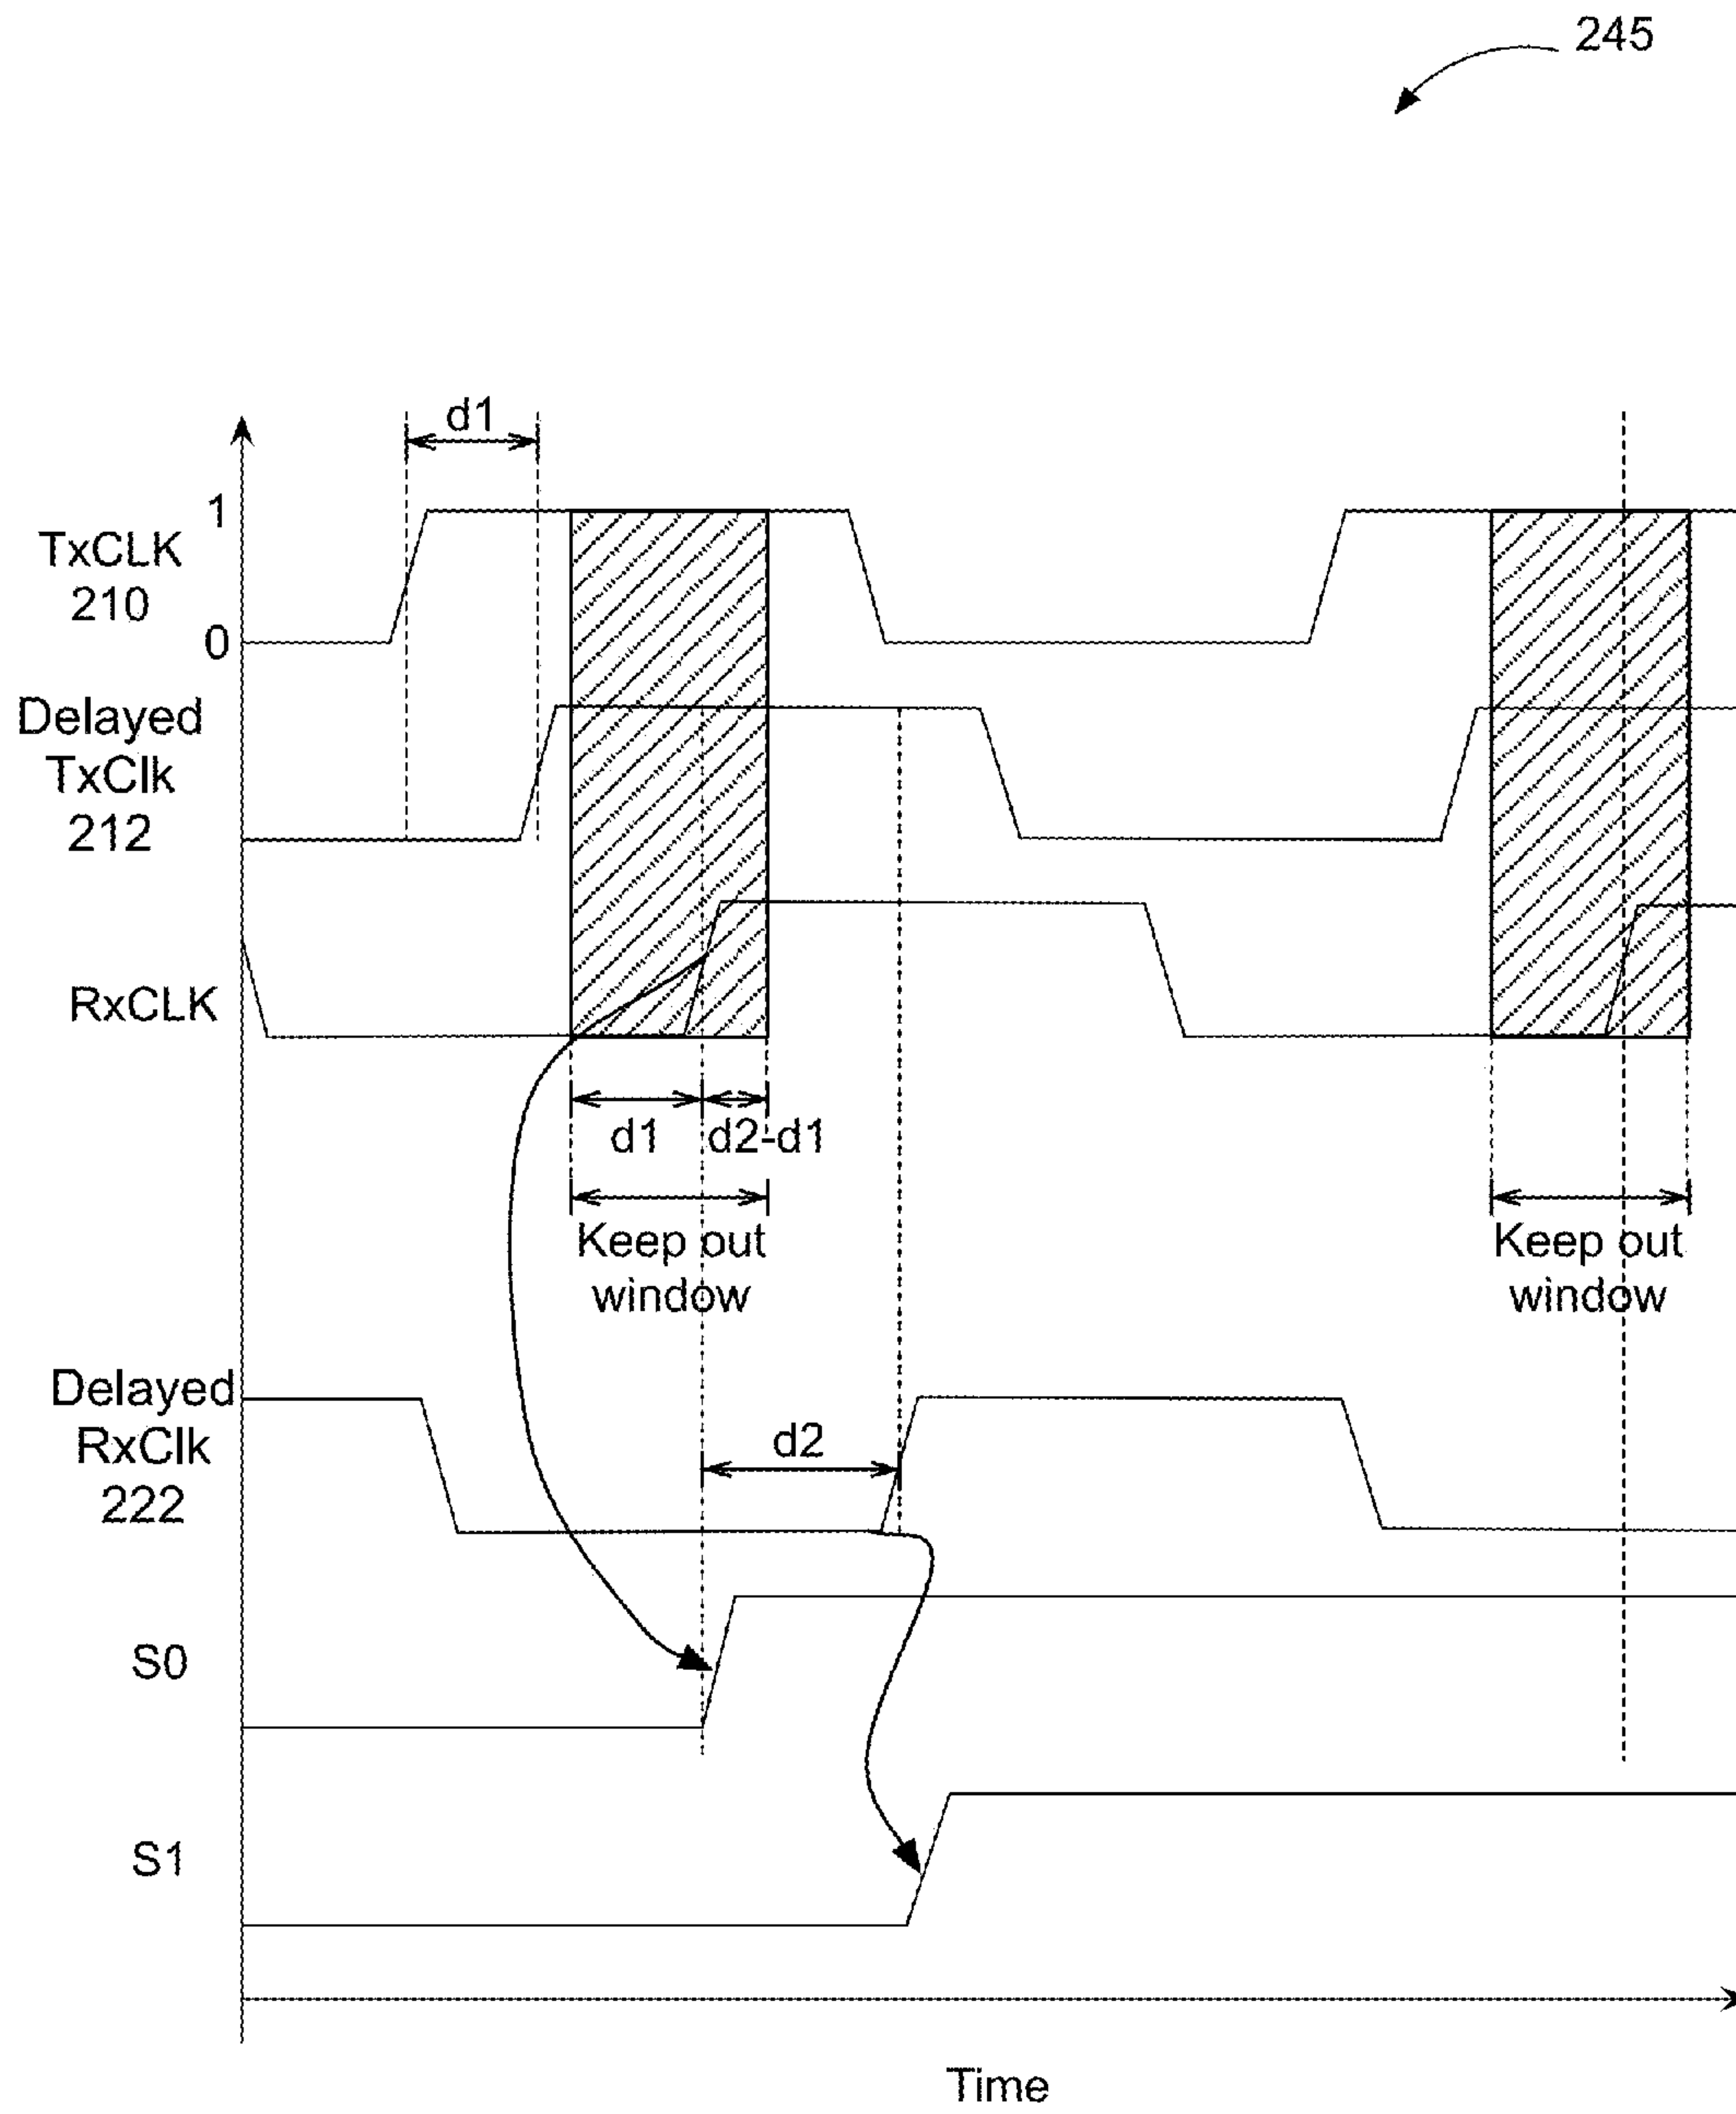 245
d1
1
TxCLK
210
0
Delayed
TxClk
212
RxCLK
d1
d2-d1
Keep out
window
Keep out
window
Delayed
RxClk
222
d2
S0
S1
Time